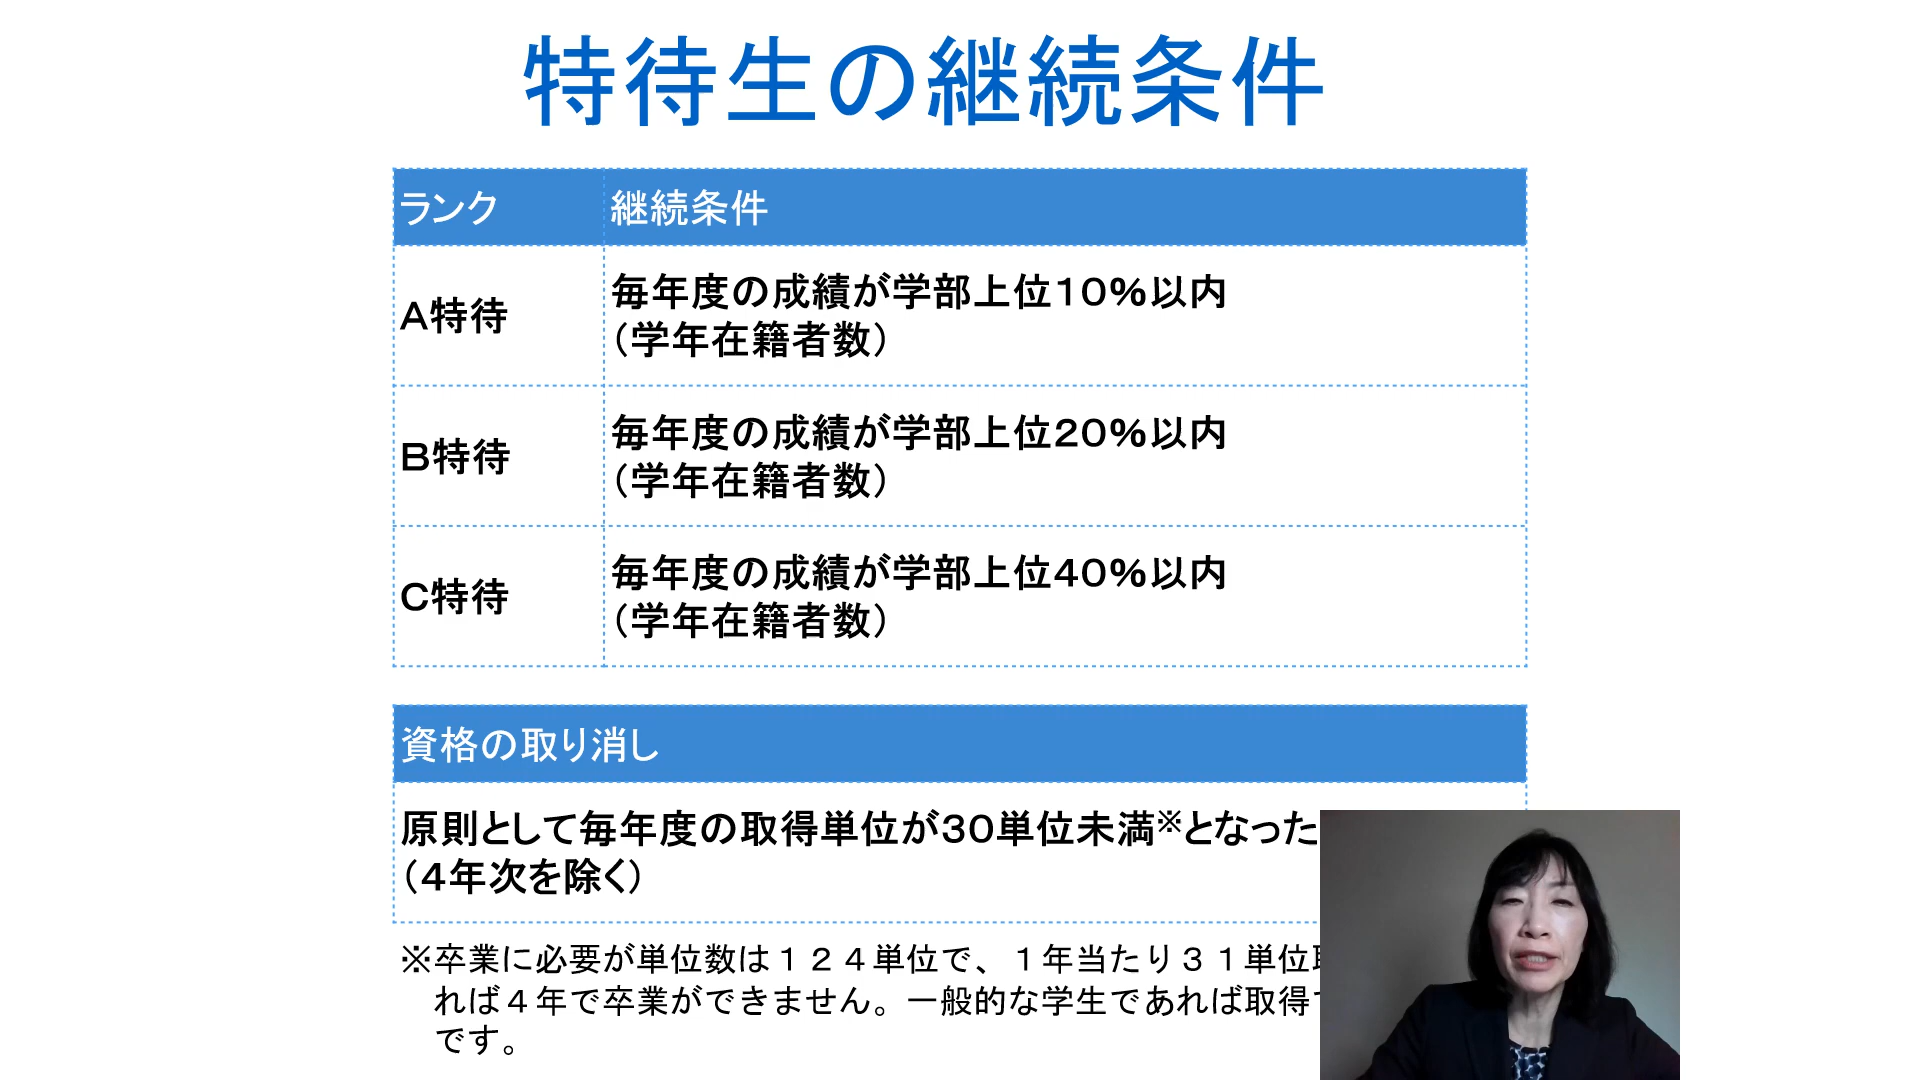 特待生の継続条件
ランク 継続条件
A特待 毎年度の成績が学部上位10%以内
（学年在籍者数）
B特待 毎年度の成績が学部上位20%以内
（学年在籍者数）
C特待 毎年度の成績が学部上位40%以内
（学年在籍者数）
資格の取り消し
原則として毎年度の取得単位が30単位未満※となった
（4年次を除く）
※卒業に必要が単位数は１２４単位で、１年当たり３１単位
れば４年で卒業ができません。一般的な学生であれば取得
です。